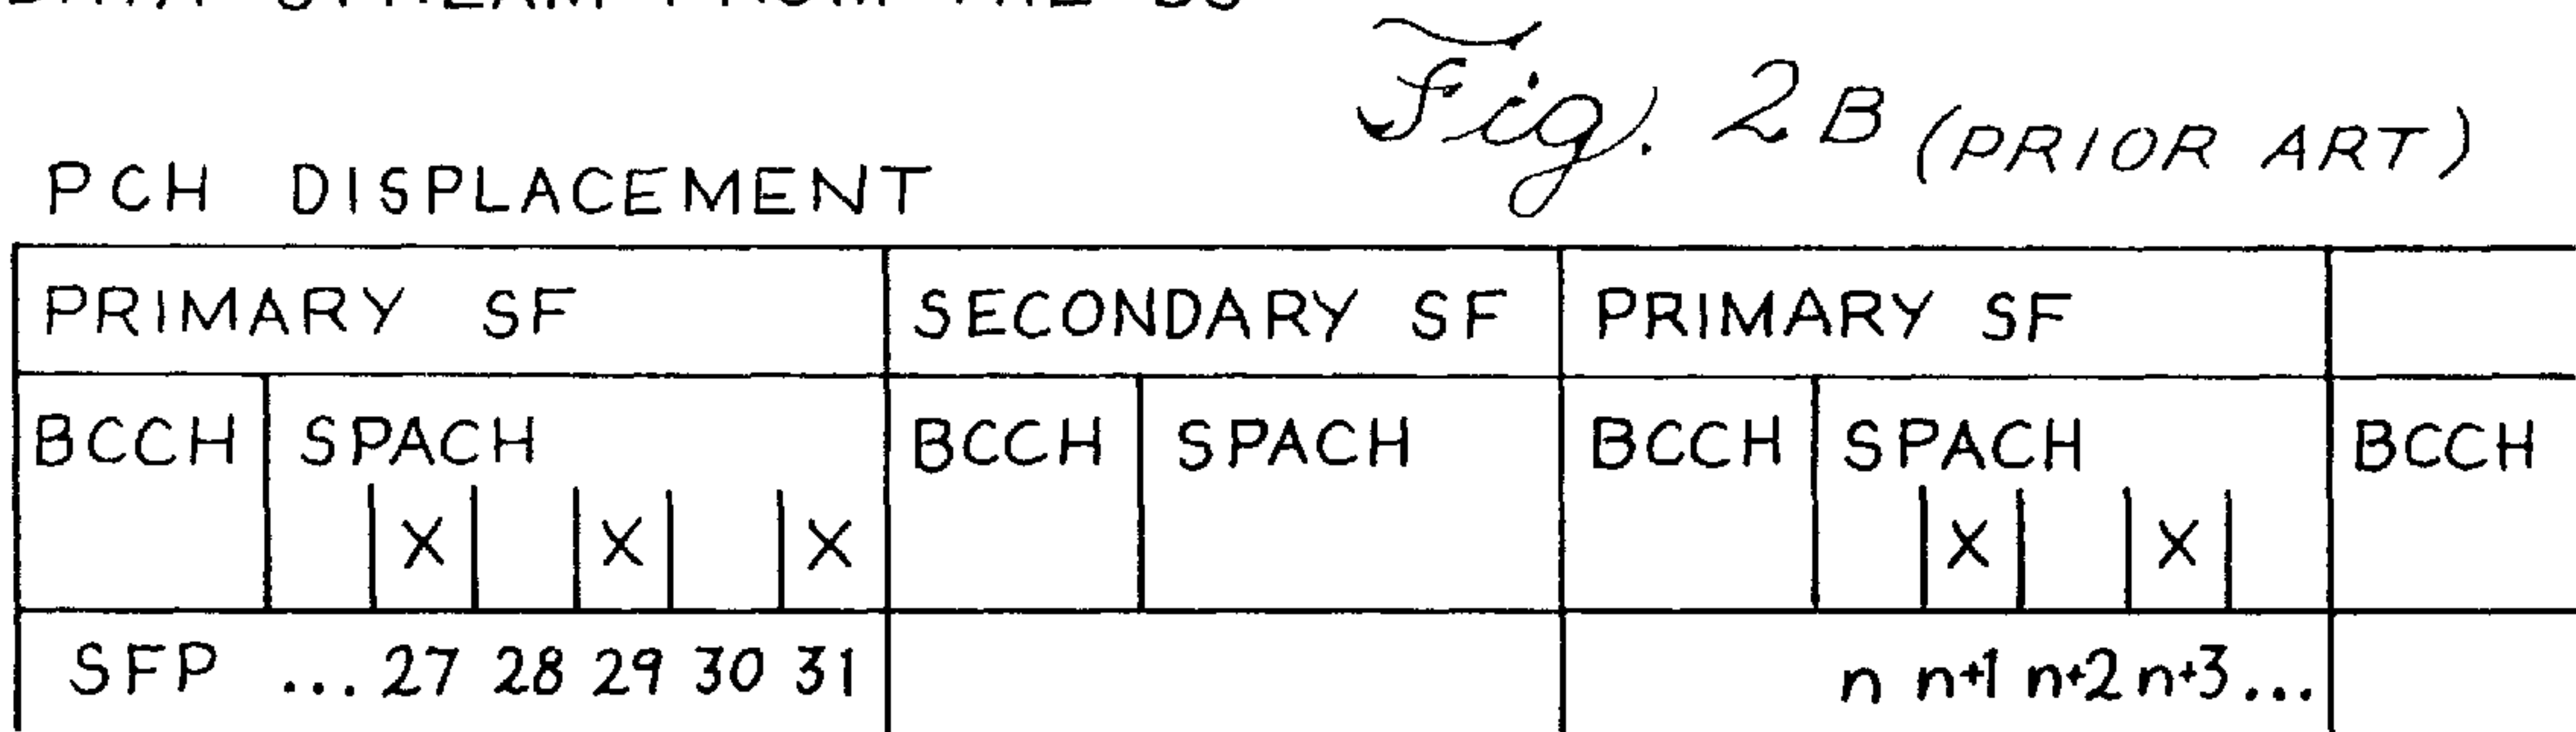 Fig. 2B (PRIOR ART)
PCH DISPLACEMENT
PRIMARY SF SECONDARY SF PRIMARY SF
BCCH SPACH BCCH SPACH BCCH SPACH BCCH
X X X X X
SFP ...27 28 29 30 31 n n+1 n+2 n+3...